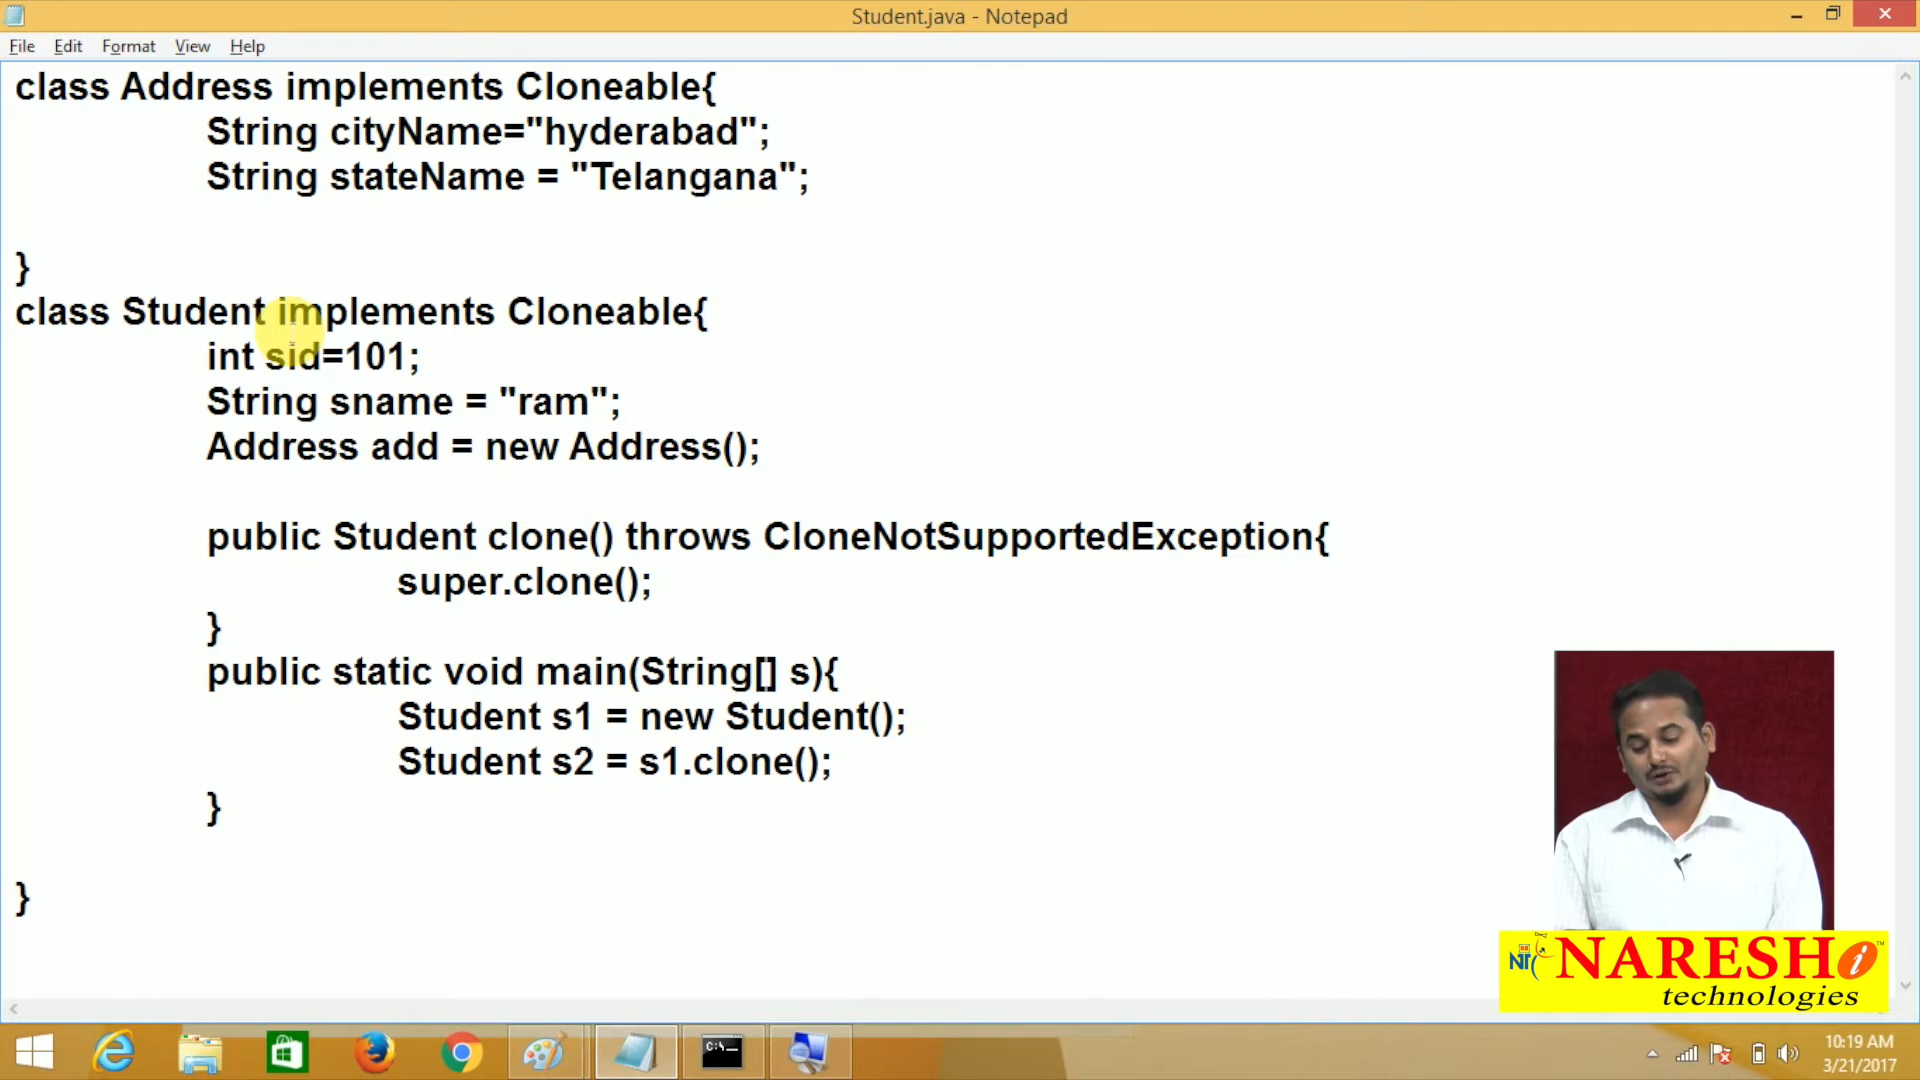 Student.java - Notepad
File Edit Format View Help
class Address implements Cloneable{
String cityName="hyderabad";
String stateName = "Telangana";
}
class Student implements Cloneable{
int sid=101;
String sname = "ram";
Address add = new Address();
public Student clone() throws CloneNotSupportedException{
super.clone();
}
public static void main(String[] s){
Student s1 = new Student();
Student s2 = s1.clone();
}
}
NARESH i ™
technologies
C:\
10:19 AM
3/21/2017